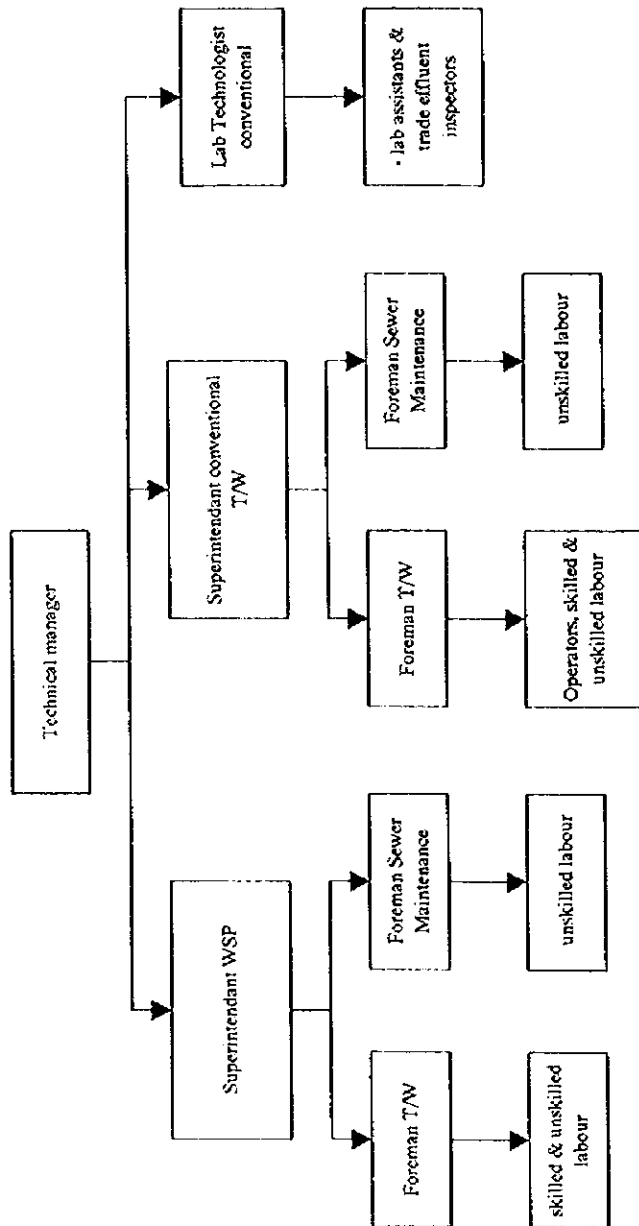 Technical manager
Superintendant WSP
Superintendant conventional
T/W
Lab Technologist
conventional
Foreman T/W
Foreman Sewer
Maintenance
Foreman T/W
Foreman Sewer
Maintenance
· lab assistants &
trade effluent
inspectors
skilled & unskilled
labour
unskilled labour
Operators, skilled &
unskilled labour
unskilled labour